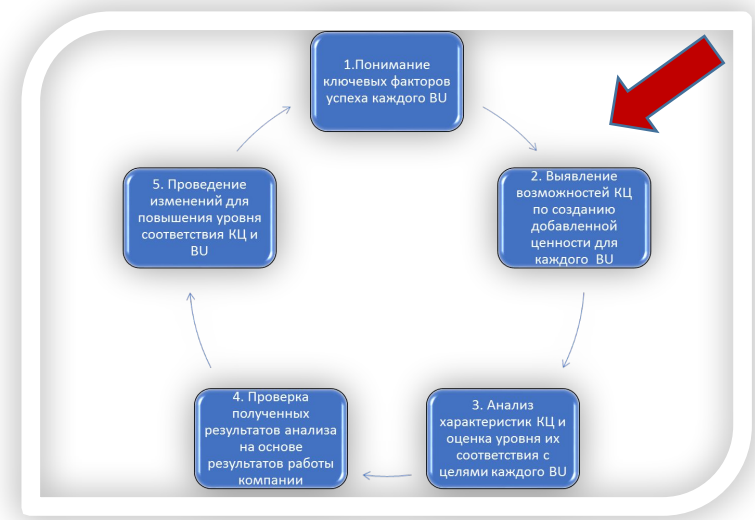 1.Понимание
ключевых факторов
успеха каждого BU
2. Выявление
возможностей КЦ
по созданию
добавленной
ценности для
каждого BU
3. Анализ
характеристик КЦ и
оценка уровня их
соответствия с
целями каждого BU
4. Проверка
полученных
результатов анализа
на основе
результатов работы
компании
5. Проведение
изменений для
повышения уровня
соответствия КЦ и
BU